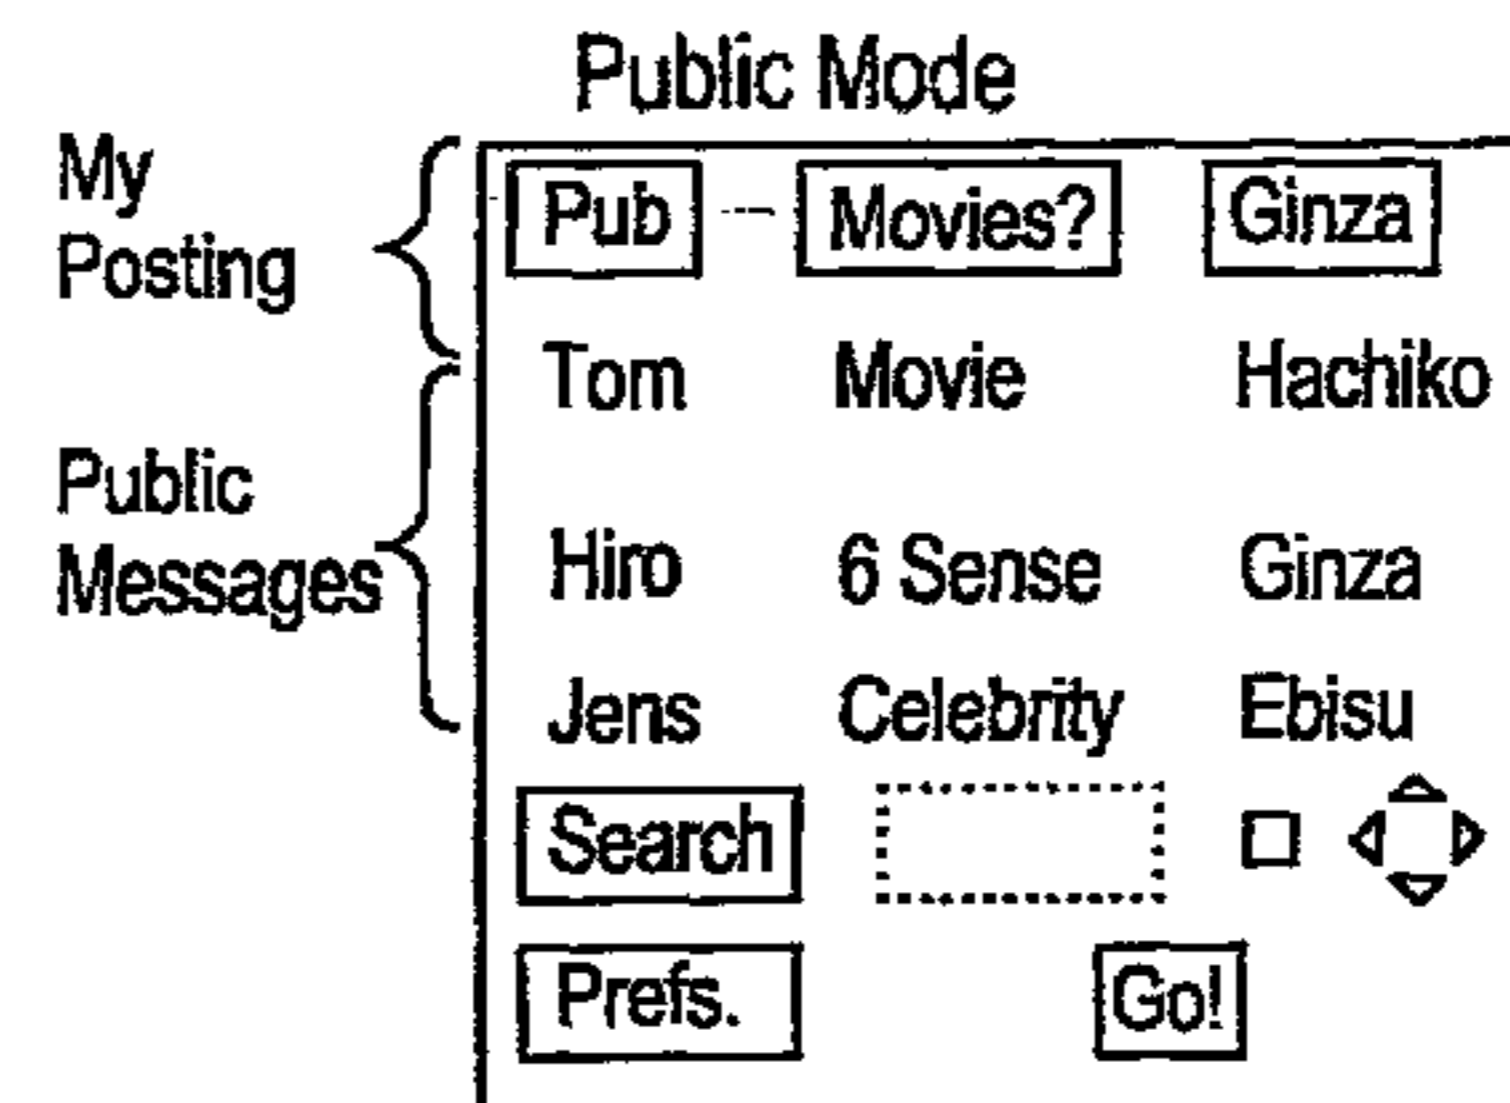 Public Mode
My
Posting
Pub Movies? Ginza
Tom Movie Hachiko
Public
Messages
Hiro 6 Sense Ginza
Jens Celebrity Ebisu
Search
Prefs. Go!